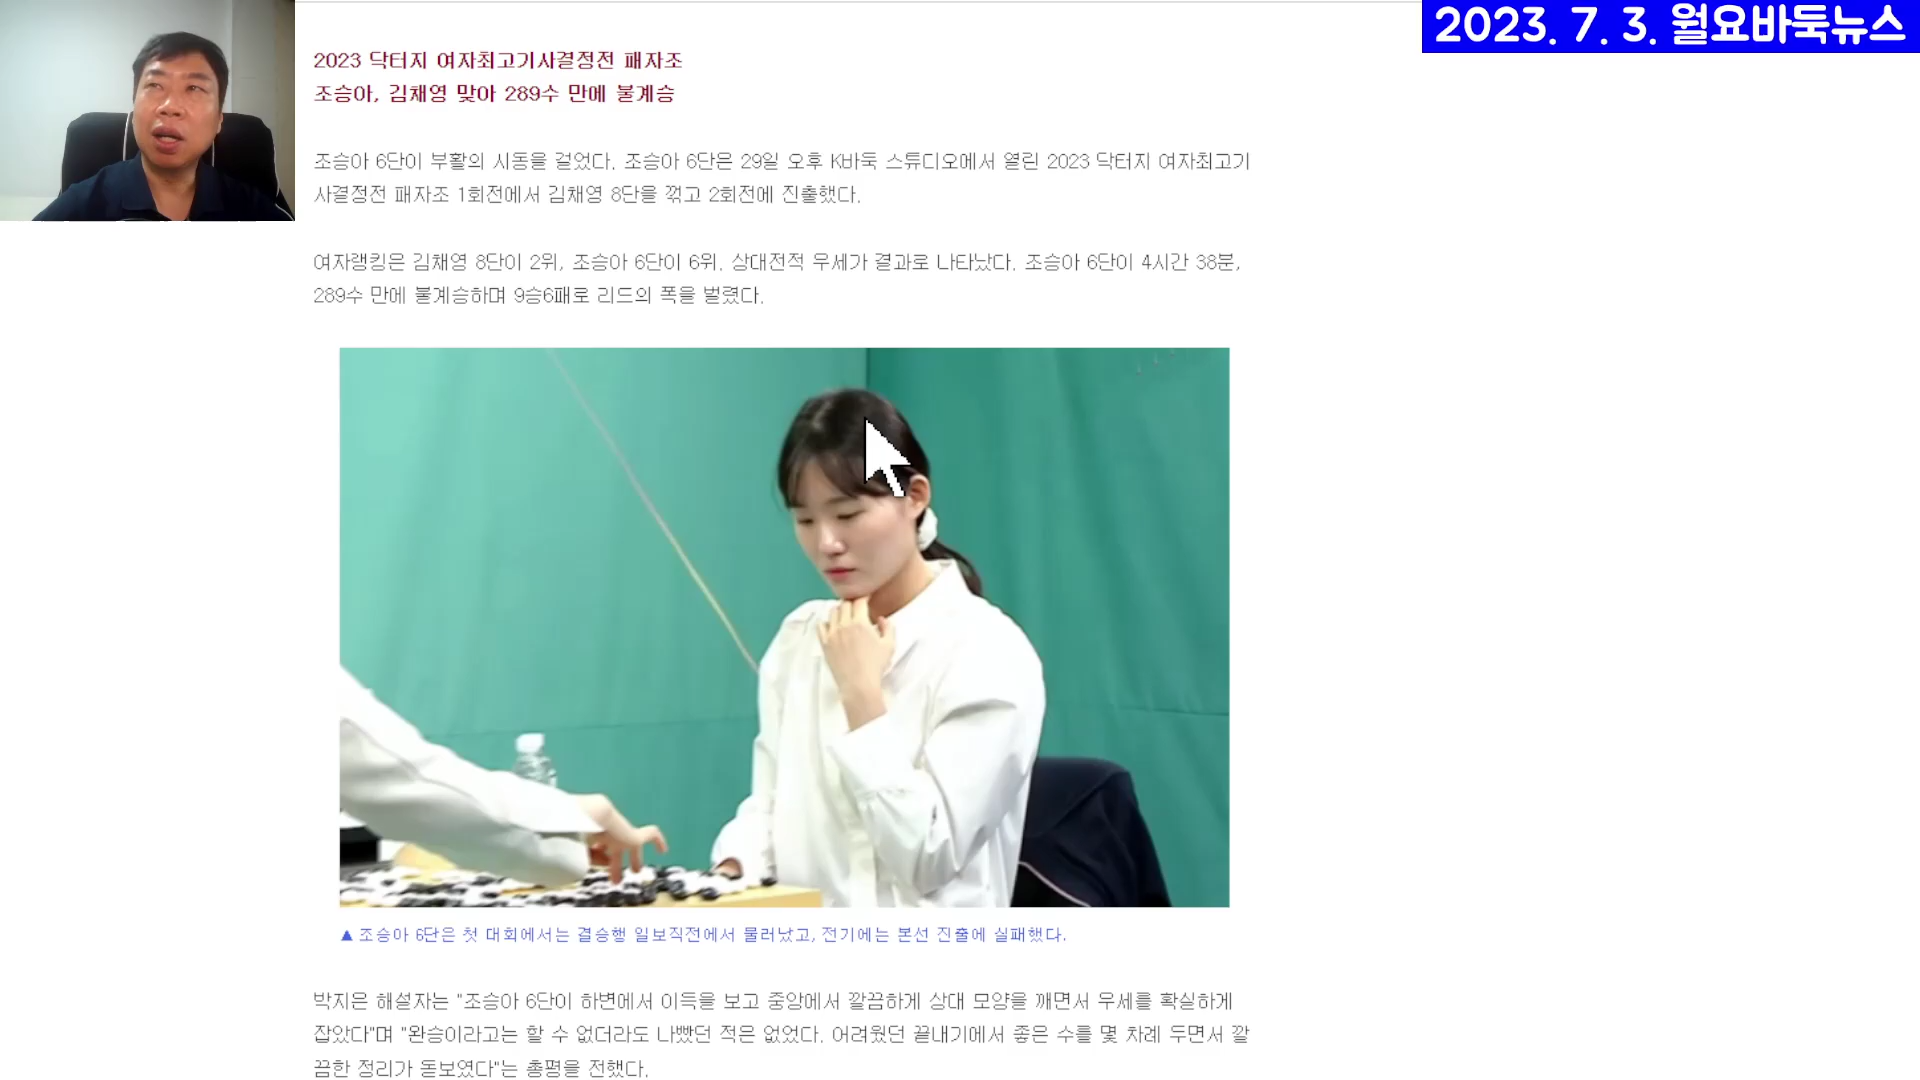 2023. 7. 3. 월요바둑뉴스
2023 닥터지 여자최고기사결정전 패자조
조승아, 김채영 맞아 289수 만에 불계승
조승아 6단이 부활의 시동을 걸었다. 조승아 6단은 29일 오후 K바둑 스튜디오에서 열린 2023 닥터지 여자최고기
사결정전 패자조 1회전에서 김채영 8단을 꺾고 2회전에 진출했다.
여자랭킹은 김채영 8단이 2위, 조승아 6단이 6위. 상대전적 우세가 결과로 나타났다. 조승아 6단이 4시간 38분,
289수 만에 불계승하며 9승6패로 리드의 폭을 벌렸다.
▲ 조승아 6단은 첫 대회에서는 결승행 일보직전에서 물러났고, 전기에는 본선 진출에 실패했다.
박지은 해설자는 "조승아 6단이 하변에서 이득을 보고 중앙에서 깔끔하게 상대 모양을 깨면서 우세를 확실하게
잡았다"며 "완승이라고는 할 수 없더라도 나빴던 적은 없었다. 어려웠던 끝내기에서 좋은 수를 몇 차례 두면서 깔
끔한 정리가 돋보였다"는 총평을 전했다.